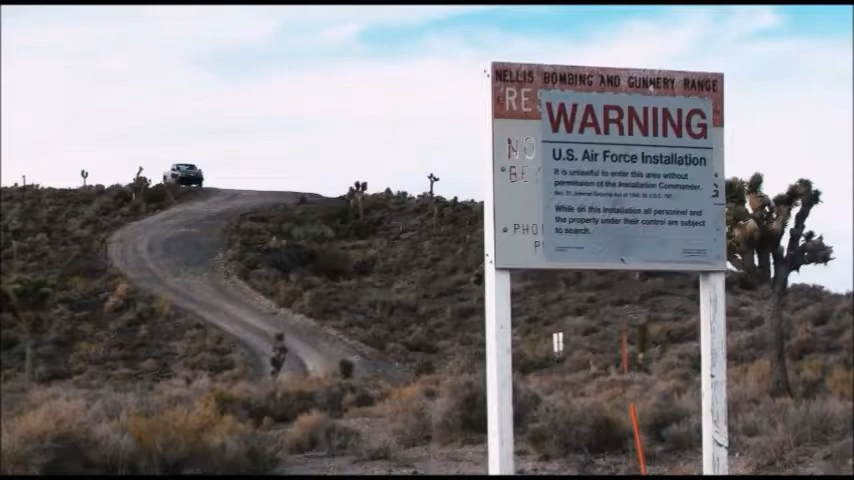 NELLIS BOMBING AND GUNNERY RANGE
RES
WARNING
NO
U.S. Air Force Installation
BE
It is unlawful to enter this area without
permission of the Installation Commander.
While on this Installation all personnel and
the property under their control are subject
to search.
PHO
P